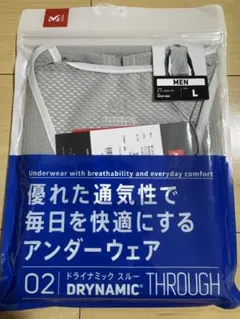 MEN
L
Underwear with breathability and everyday comfort
優れた通気性で
毎日を快適にする
アンダーウェア
02
ドライナミック スルー
DRYNAMIC® THROUGH